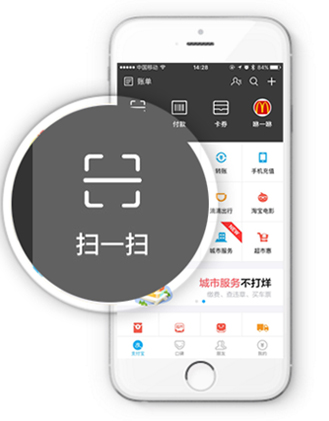 中国移动
14:28
84%
账单
付款
卡券
扫一扫
转账
手机充值
滴滴出行
淘宝电影
城市服务
NEW
超市惠
城市服务不打烊
缴费、查违章、买车票
支付宝
口碑
朋友
我的